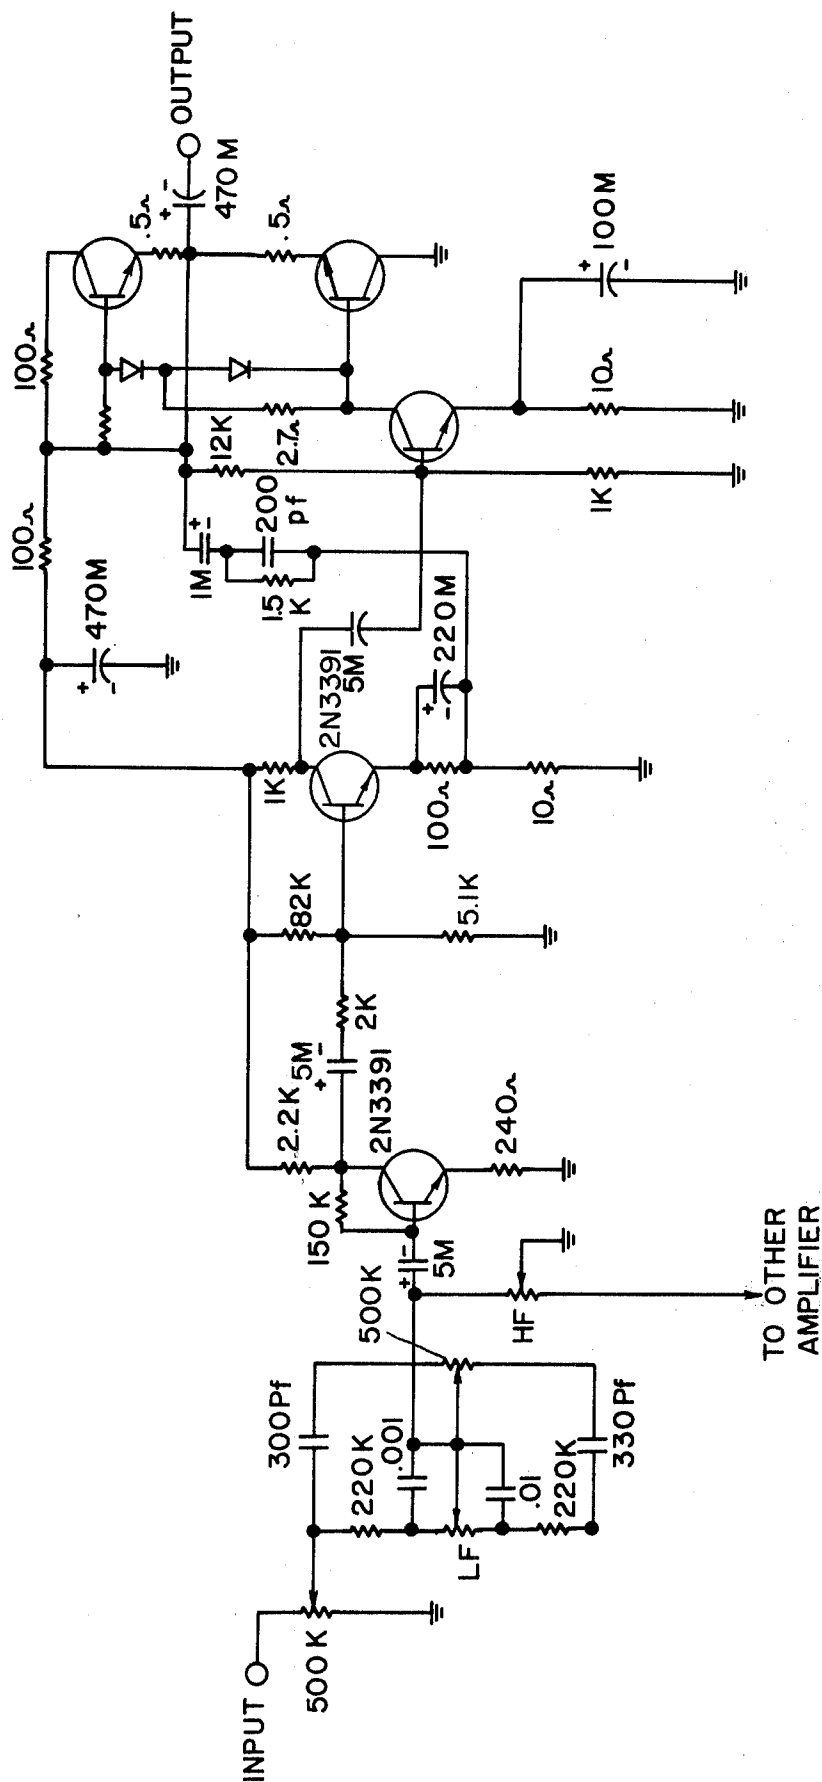 INPUT
500K
300Pf
220K
.001
LF
.01
220K
330Pf
500K
HF
TO OTHER
AMPLIFIER
+ -
5M
150K
2.2K
2N3391
240Ω
+ 5M -
2K
82K
5.1K
1K
2N3391
5M
100Ω
+ 220M -
10Ω
+ 470M -
100Ω
1M + -
200
pf
1.5
K
12K
2.7Ω
1K
10Ω
+ 100M -
100Ω
.5Ω
.5Ω
+ -
470M
OUTPUT